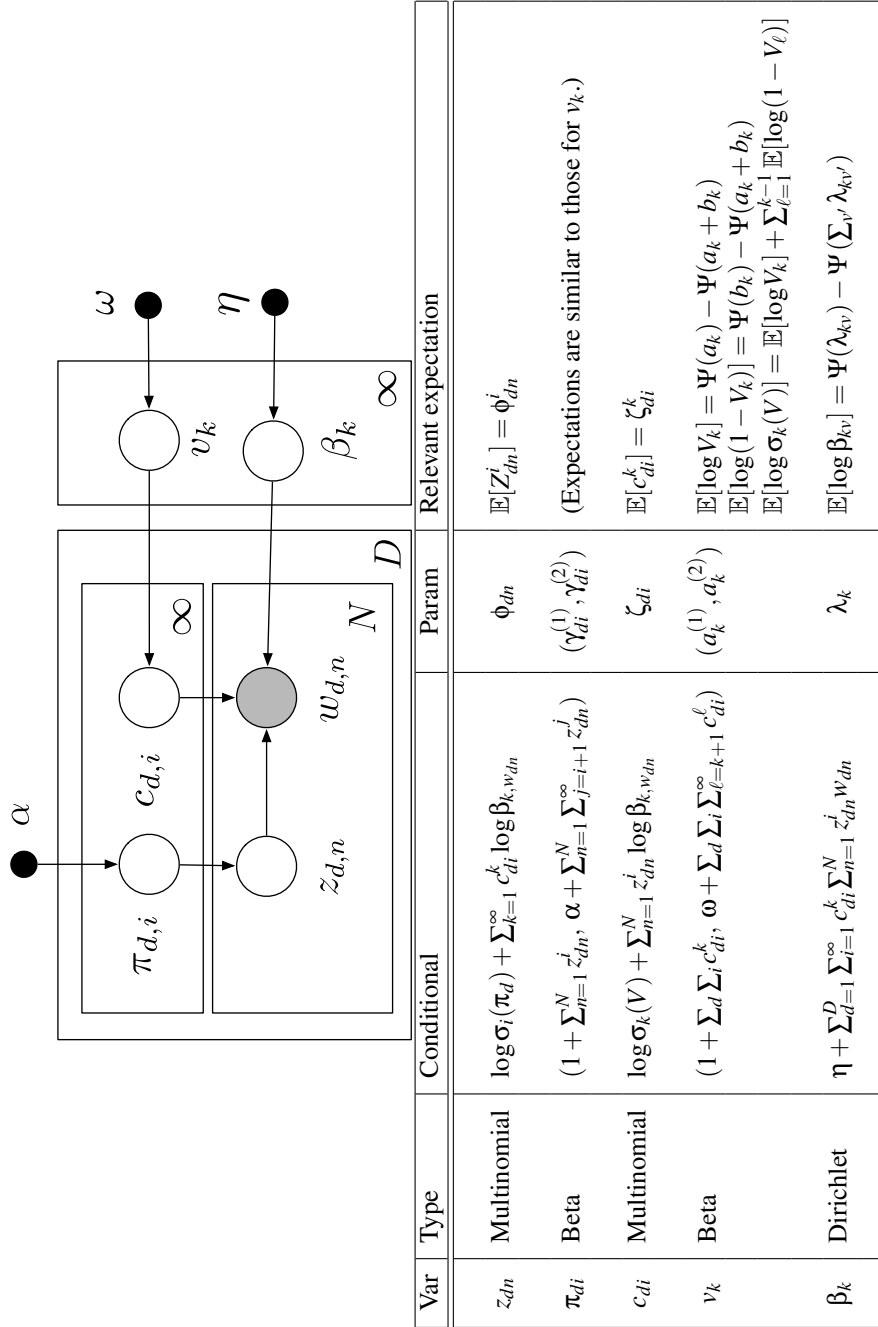 α
ω
η
π_{d,i}
c_{d,i}
∞
v_k
z_{d,n}
w_{d,n}
N
D
β_k
∞
Var Type Conditional Param Relevant expectation
z_{dn} Multinomial log σ_i(π_d) + Σ_{k=1}^{∞} c_{di}^k log β_{k,w_{dn}} ϕ_{dn} 𝔼[Z_{dn}^i] = ϕ_{dn}^i
π_{di} Beta (1 + Σ_{n=1}^{N} z_{dn}^i, α + Σ_{n=1}^{N} Σ_{j=i+1}^{∞} z_{dn}^j) (γ_{di}^{(1)}, γ_{di}^{(2)}) (Expectations are similar to those for v_k.)
c_{di} Multinomial log σ_k(V) + Σ_{n=1}^{N} z_{dn}^i log β_{k,w_{dn}} ζ_{di} 𝔼[c_{di}^k] = ζ_{di}^k
v_k Beta (1 + Σ_d Σ_i c_{di}^k, ω + Σ_d Σ_i Σ_{ℓ=k+1}^{∞} c_{di}^ℓ) (a_k^{(1)}, a_k^{(2)}) 𝔼[log V_k] = Ψ(a_k) − Ψ(a_k + b_k)
𝔼[log(1 − V_k)] = Ψ(b_k) − Ψ(a_k + b_k)
𝔼[log σ_k(V)] = 𝔼[log V_k] + Σ_{ℓ=1}^{k−1} 𝔼[log(1 − V_ℓ)]
β_k Dirichlet η + Σ_{d=1}^{D} Σ_{i=1}^{∞} c_{di}^k Σ_{n=1}^{N} z_{dn}^i w_{dn} λ_k 𝔼[log β_{kv}] = Ψ(λ_{kv}) − Ψ(Σ_{v′} λ_{kv′})